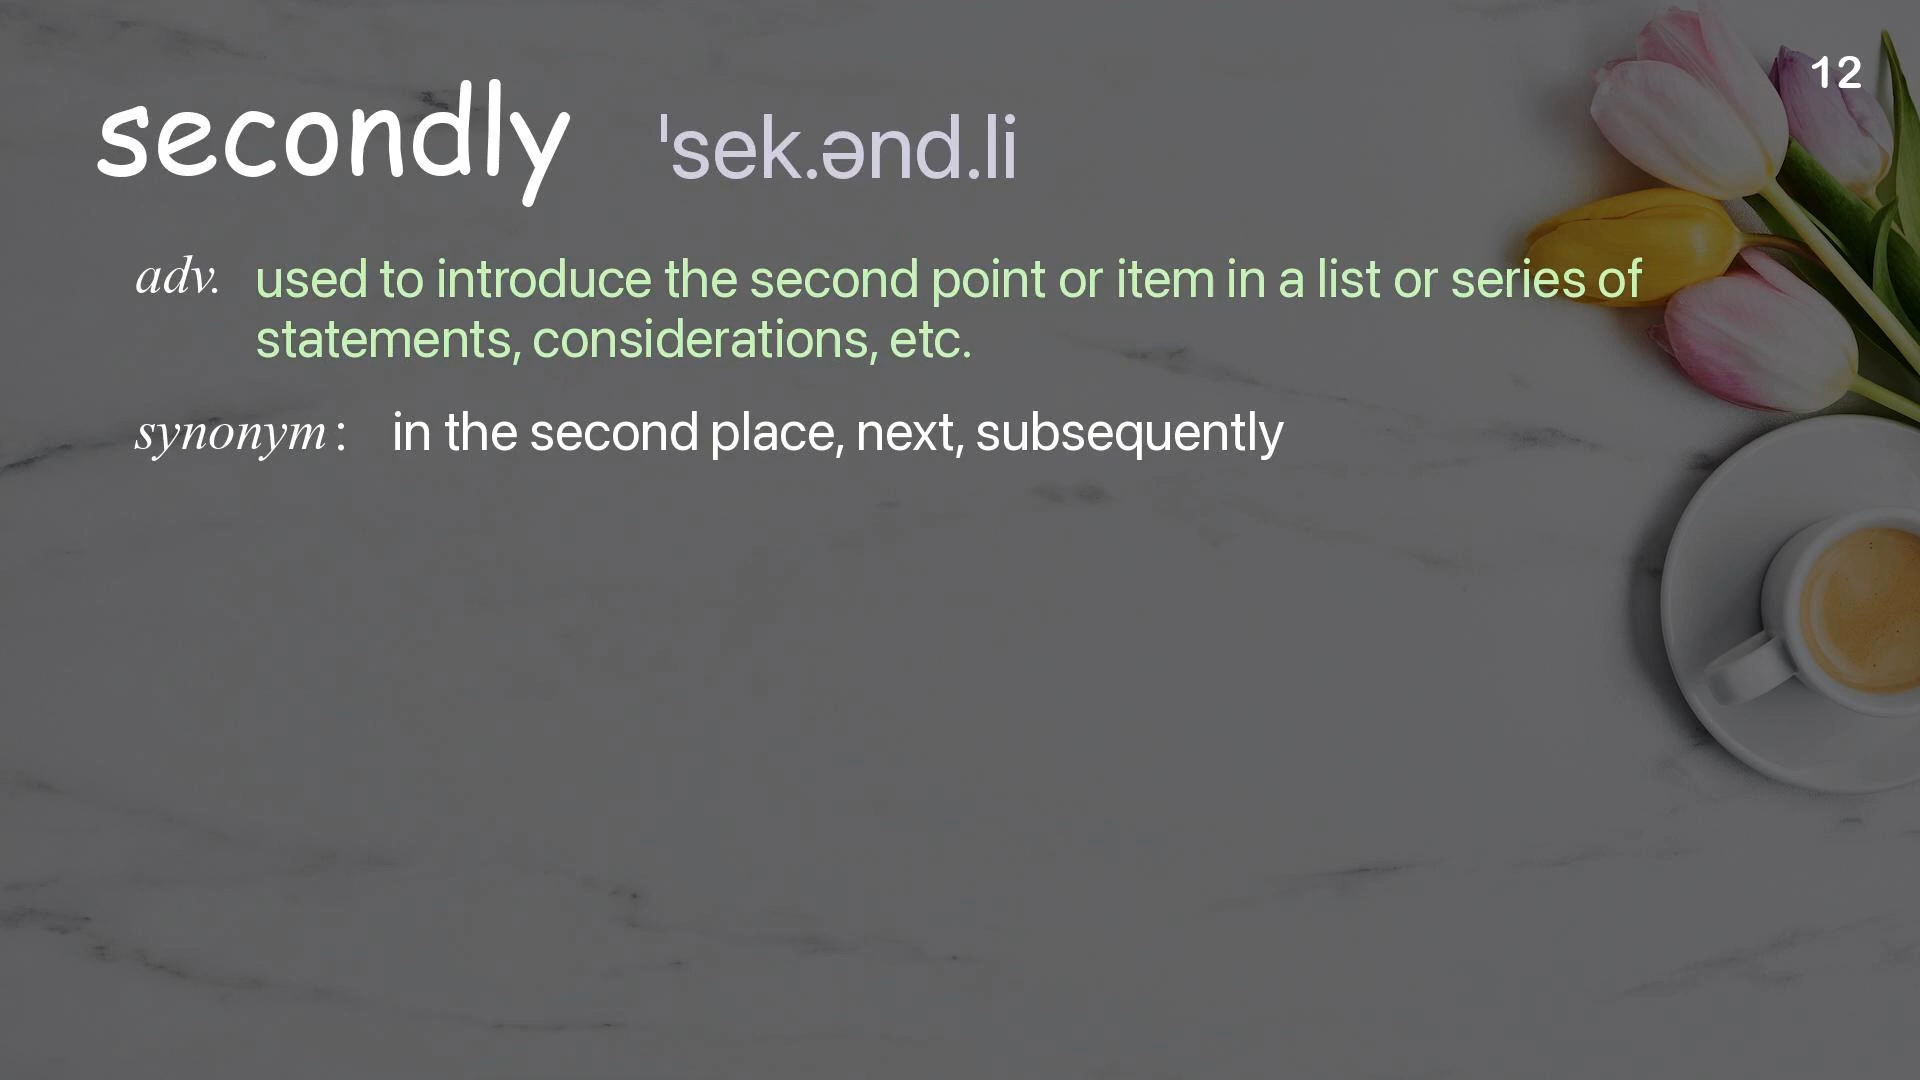 12
secondly ˈsek.ənd.li
adv. used to introduce the second point or item in a list or series of
statements, considerations, etc.
synonym: in the second place, next, subsequently